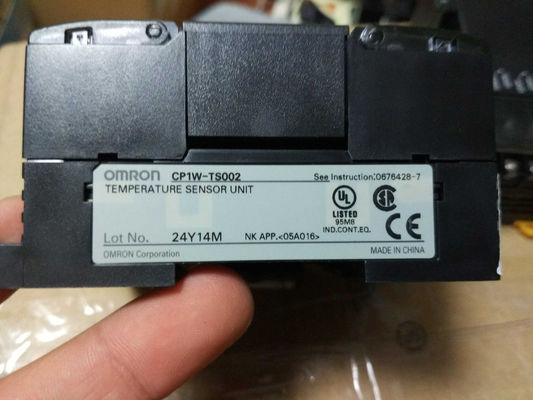 OMRON CP1W-TS002 See Instruction:0676428-7
TEMPERATURE SENSOR UNIT
UL
LISTED
95M8
IND.CONT.EQ.
CE
Lot No. 24Y14M NK APP.<05A016>
OMRON Corporation MADE IN CHINA